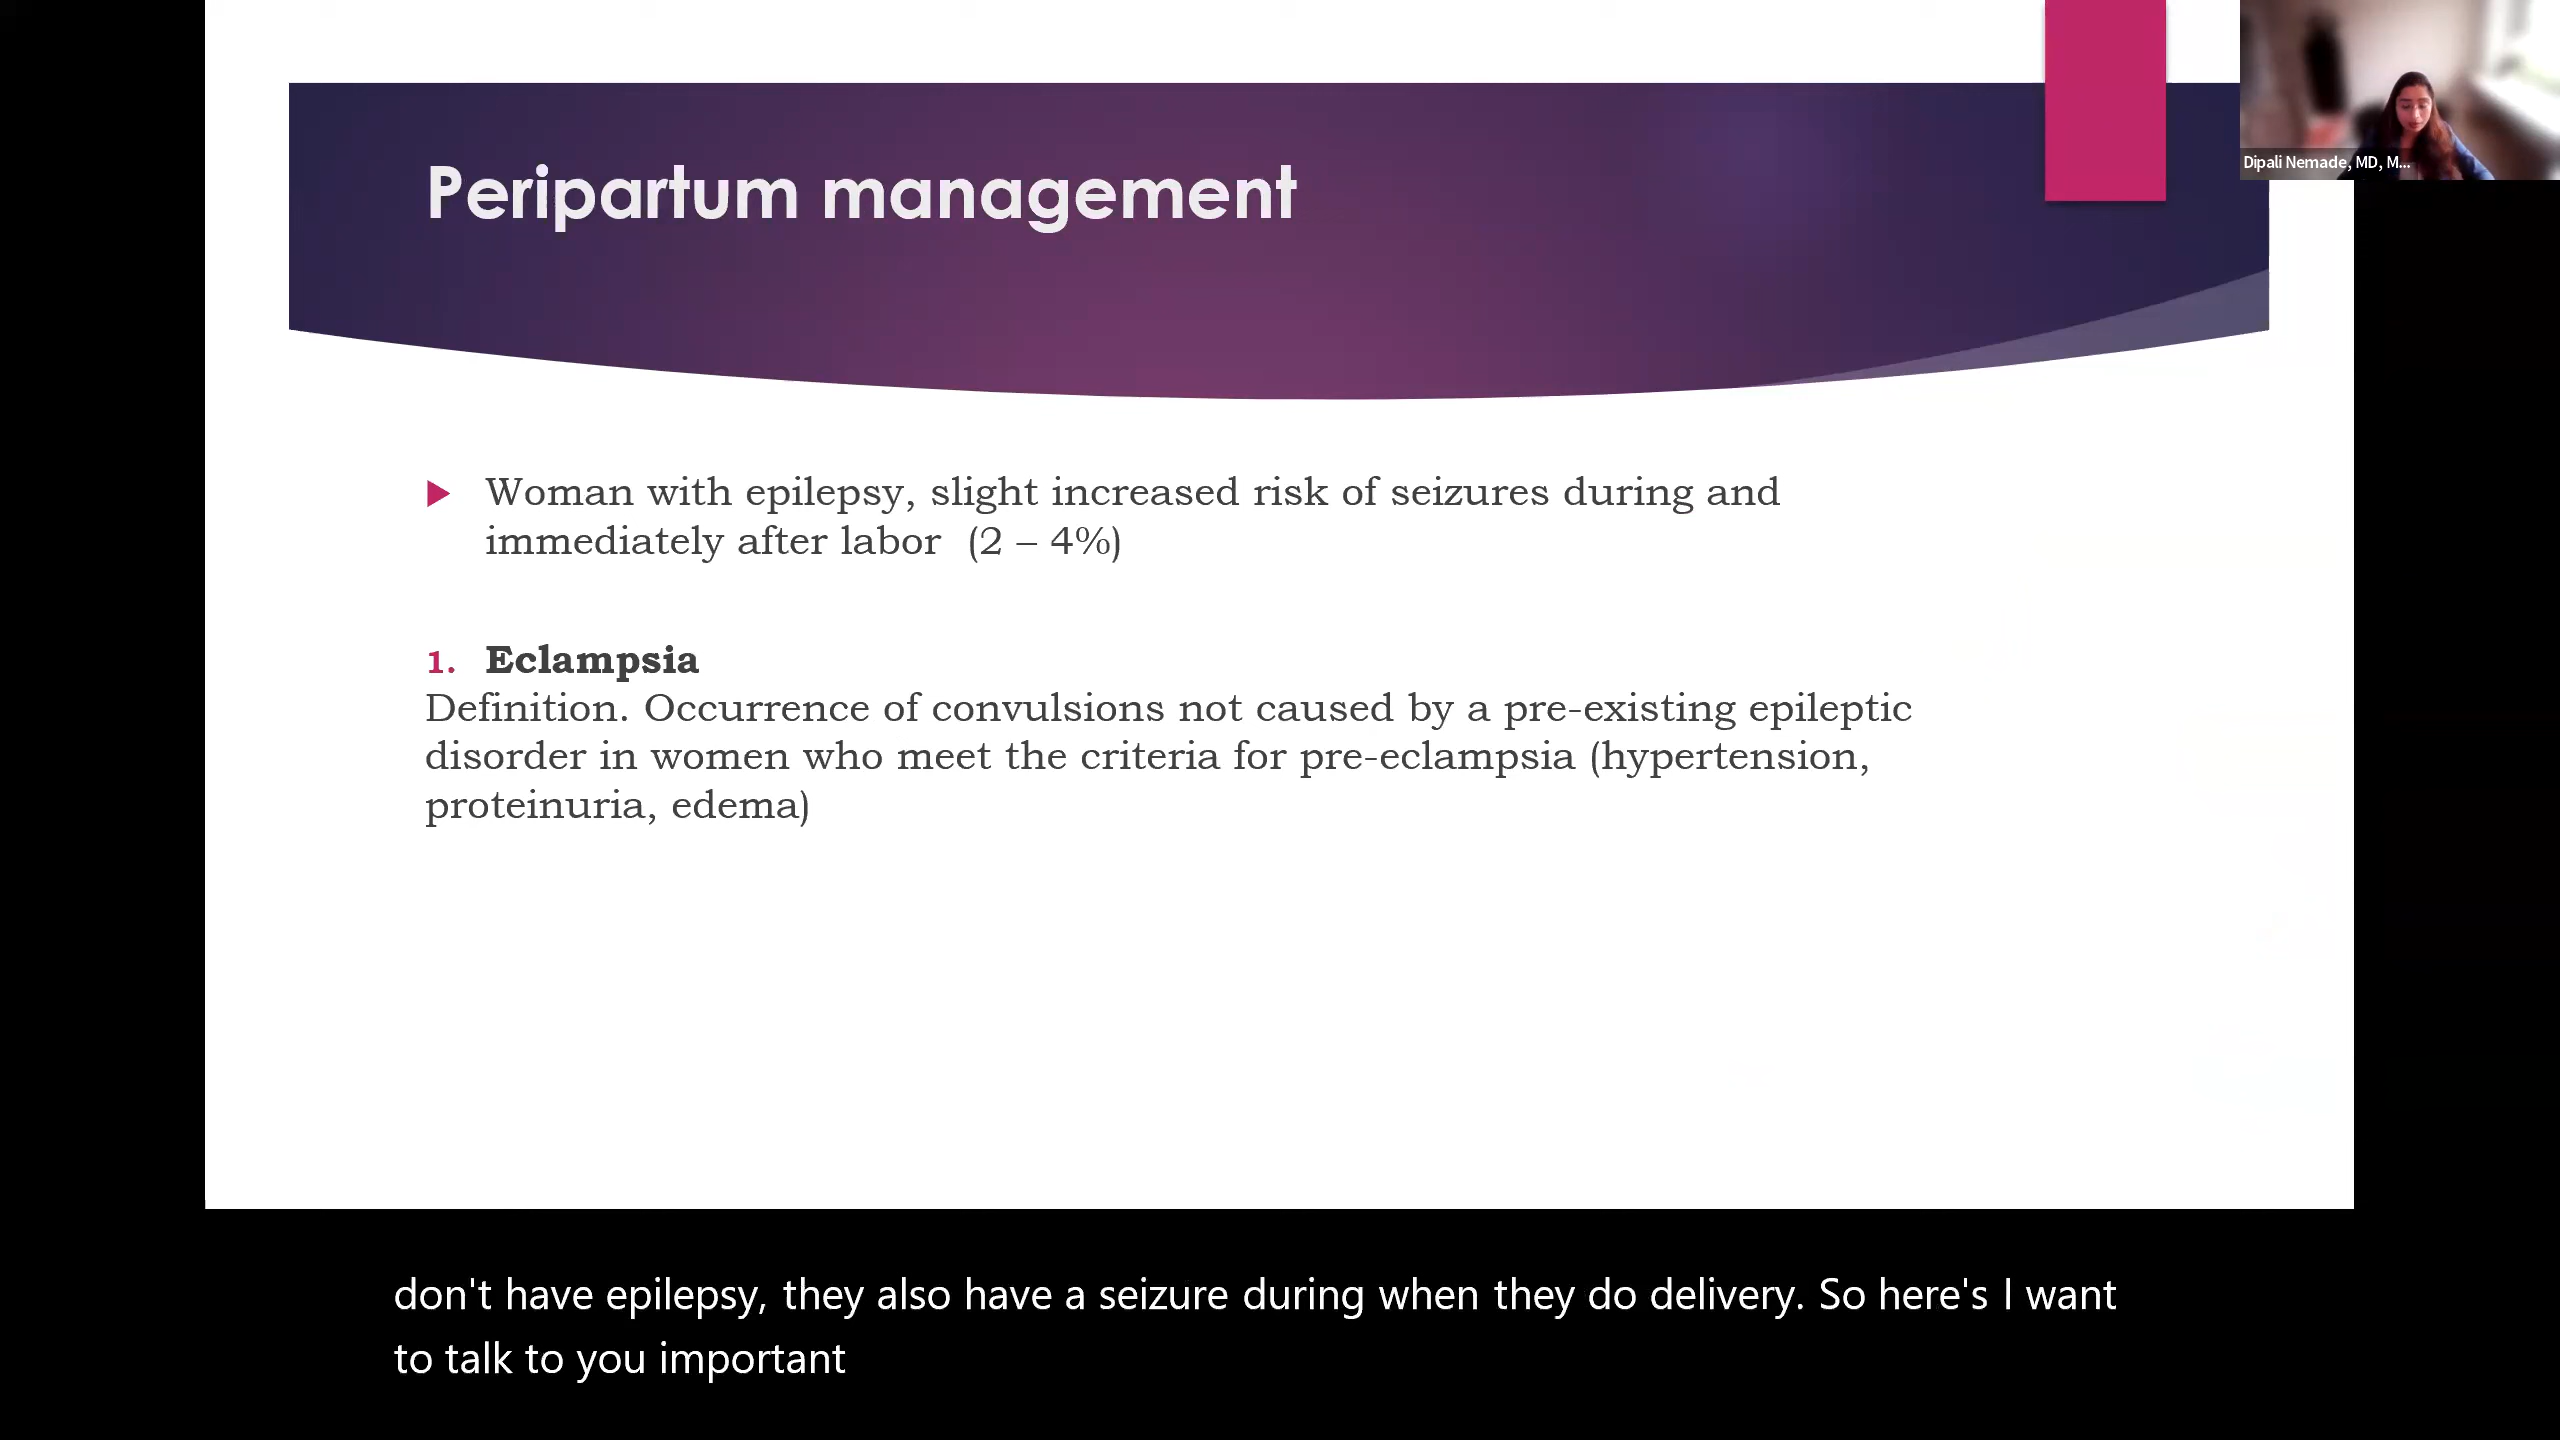 Peripartum management
Dipali Nemade, MD, M...
Woman with epilepsy, slight increased risk of seizures during and
immediately after labor (2 – 4%)
1. Eclampsia
Definition. Occurrence of convulsions not caused by a pre-existing epileptic
disorder in women who meet the criteria for pre-eclampsia (hypertension,
proteinuria, edema)
don't have epilepsy, they also have a seizure during when they do delivery. So here's I want
to talk to you important